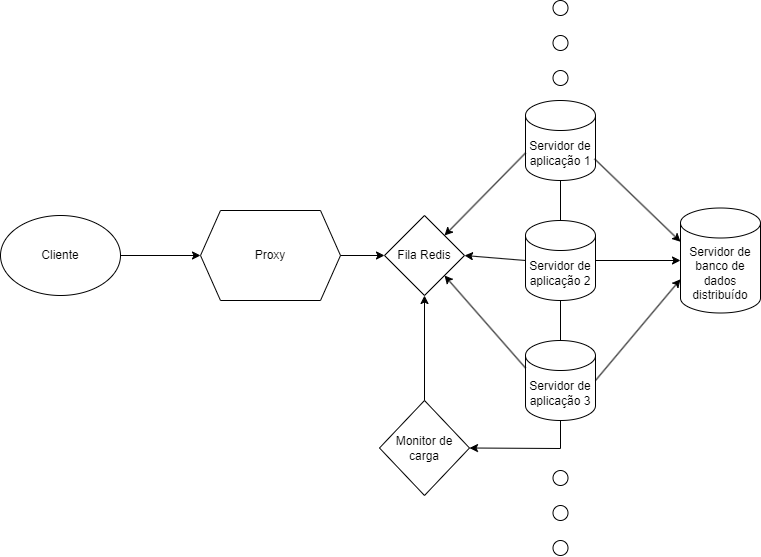 Cliente
Proxy
Fila Redis
Servidor de
aplicação 1
Servidor de
aplicação 2
Servidor de
aplicação 3
Servidor de
banco de
dados
distribuído
Monitor de
carga